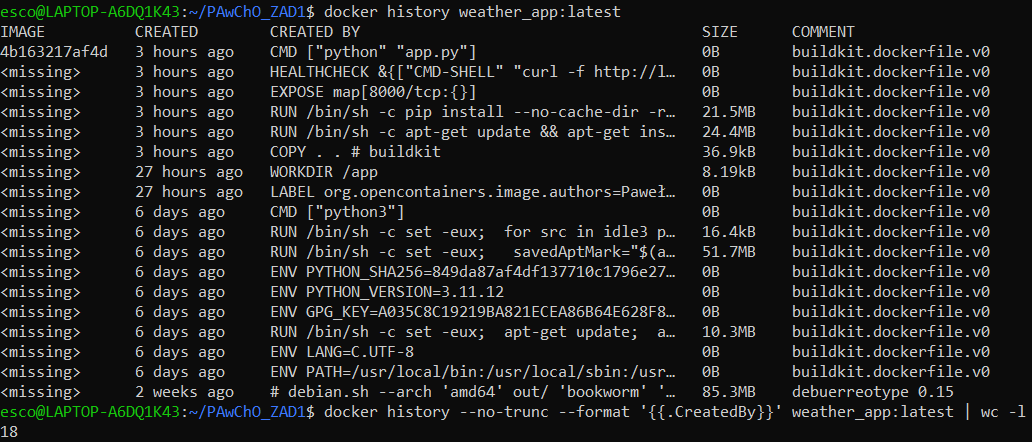 esco@LAPTOP-A6DQ1K43:~/PAwChO_ZAD1$ docker history weather_app:latest
IMAGE CREATED CREATED BY SIZE COMMENT
4b163217af4d 3 hours ago CMD ["python" "app.py"] 0B buildkit.dockerfile.v0
<missing> 3 hours ago HEALTHCHECK &{["CMD-SHELL" "curl -f http://l… 0B buildkit.dockerfile.v0
<missing> 3 hours ago EXPOSE map[8000/tcp:{}] 0B buildkit.dockerfile.v0
<missing> 3 hours ago RUN /bin/sh -c pip install --no-cache-dir -r… 21.5MB buildkit.dockerfile.v0
<missing> 3 hours ago RUN /bin/sh -c apt-get update && apt-get ins… 24.4MB buildkit.dockerfile.v0
<missing> 3 hours ago COPY . . # buildkit 36.9kB buildkit.dockerfile.v0
<missing> 27 hours ago WORKDIR /app 8.19kB buildkit.dockerfile.v0
<missing> 27 hours ago LABEL org.opencontainers.image.authors=Paweł… 0B buildkit.dockerfile.v0
<missing> 6 days ago CMD ["python3"] 0B buildkit.dockerfile.v0
<missing> 6 days ago RUN /bin/sh -c set -eux; for src in idle3 p… 16.4kB buildkit.dockerfile.v0
<missing> 6 days ago RUN /bin/sh -c set -eux; savedAptMark="$(a… 51.7MB buildkit.dockerfile.v0
<missing> 6 days ago ENV PYTHON_SHA256=849da87af4df137710c1796e27… 0B buildkit.dockerfile.v0
<missing> 6 days ago ENV PYTHON_VERSION=3.11.12 0B buildkit.dockerfile.v0
<missing> 6 days ago ENV GPG_KEY=A035C8C19219BA821ECEA86B64E628F8… 0B buildkit.dockerfile.v0
<missing> 6 days ago RUN /bin/sh -c set -eux; apt-get update; a… 10.3MB buildkit.dockerfile.v0
<missing> 6 days ago ENV LANG=C.UTF-8 0B buildkit.dockerfile.v0
<missing> 6 days ago ENV PATH=/usr/local/bin:/usr/local/sbin:/usr… 0B buildkit.dockerfile.v0
<missing> 2 weeks ago # debian.sh --arch 'amd64' out/ 'bookworm' '… 85.3MB debuerreotype 0.15
esco@LAPTOP-A6DQ1K43:~/PAwChO_ZAD1$ docker history --no-trunc --format '{{.CreatedBy}}' weather_app:latest | wc -l
18